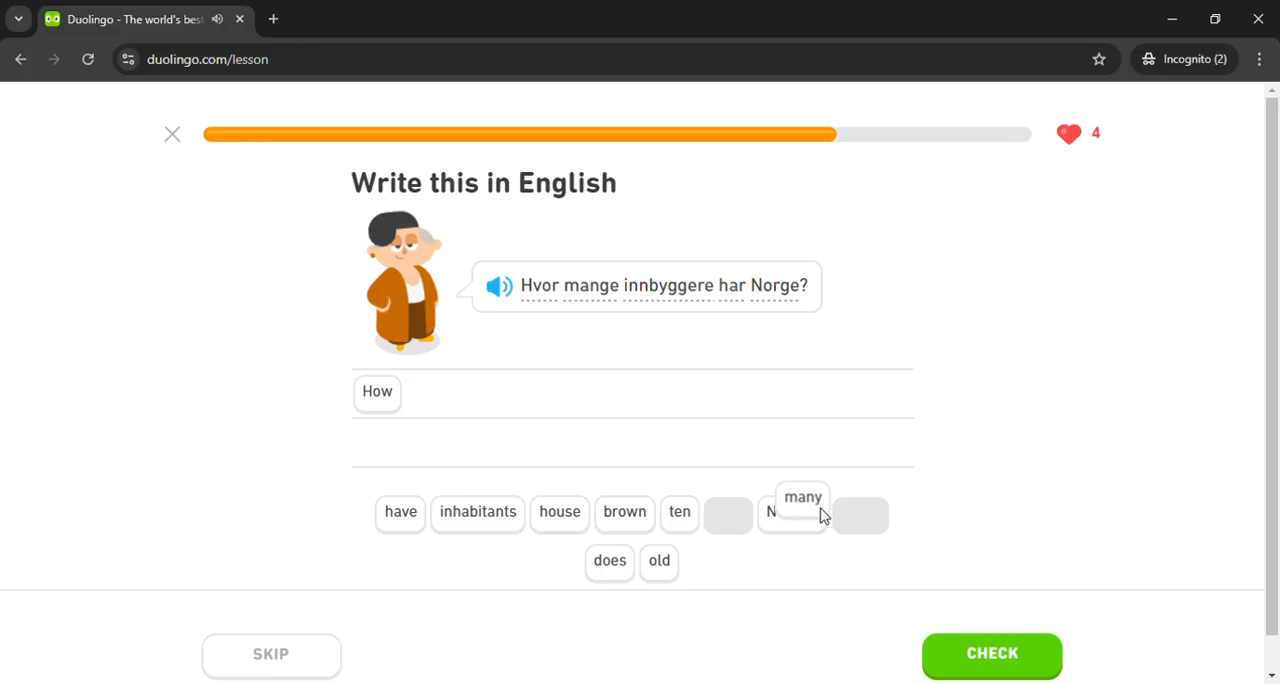 Duolingo - The world's bes
duolingo.com/lesson
Incognito (2)
4
Write this in English
Hvor mange innbyggere har Norge?
How
have inhabitants house brown ten N many
does old
SKIP CHECK